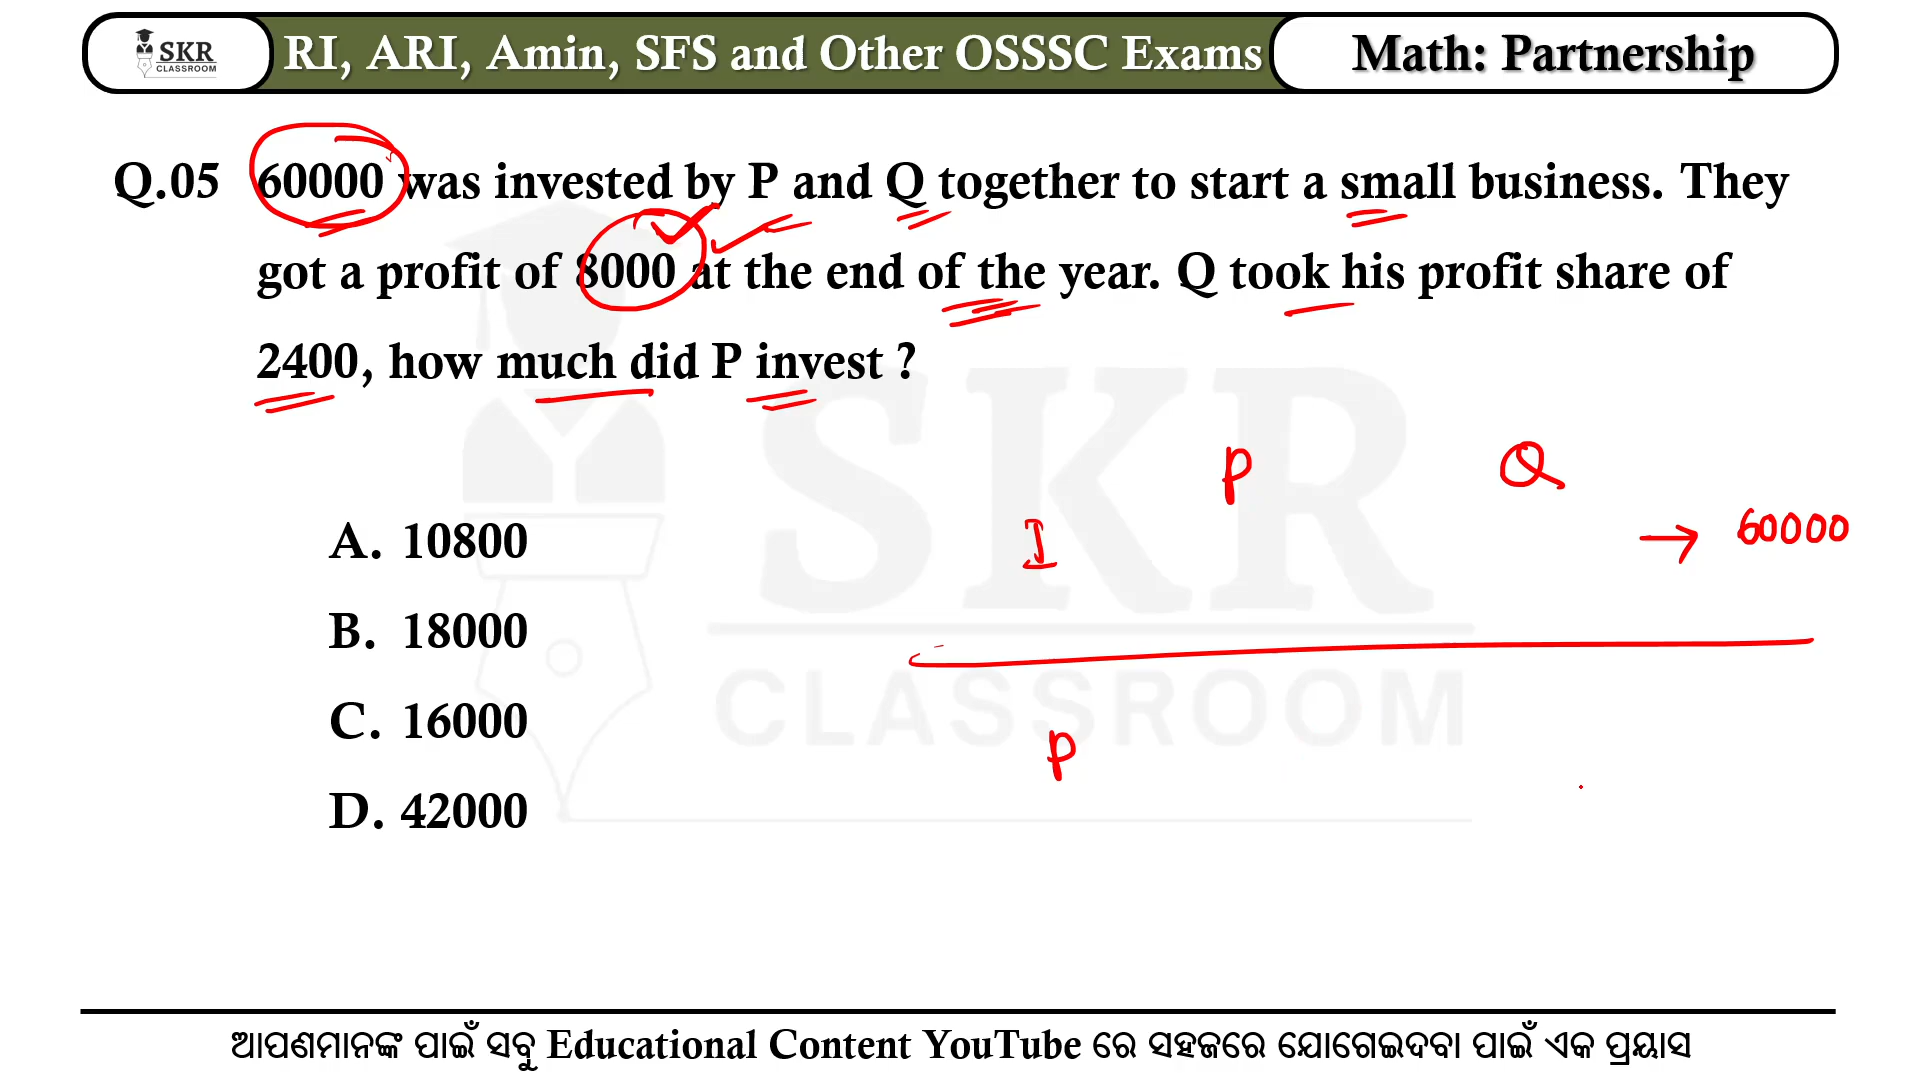 SKR
CLASSROOM
RI, ARI, Amin, SFS and Other OSSSC Exams
Math: Partnership
Q.05 60000 was invested by P and Q together to start a small business. They
got a profit of 8000 at the end of the year. Q took his profit share of
2400, how much did P invest ?
P Q
I → 60000
A. 10800
B. 18000
C. 16000
D. 42000
P
SKR
CLASSROOM
ଆପଣମାନଙ୍କ ପାଇଁ ସବୁ Educational Content YouTube ରେ ସହଜରେ ଯୋଗେଇଦବା ପାଇଁ ଏକ ପ୍ରୟାସ